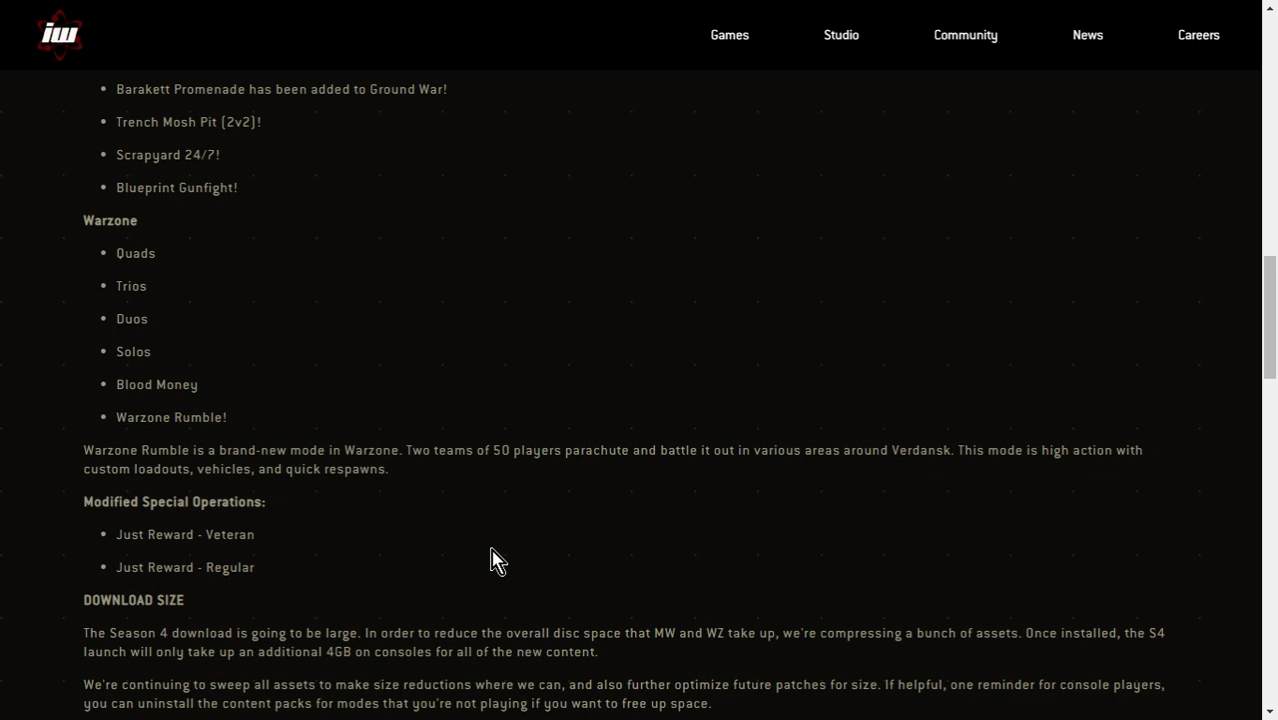 iw
Games
Studio
Community
News
Careers
• Barakett Promenade has been added to Ground War!
• Trench Mosh Pit (2v2)!
• Scrapyard 24/7!
• Blueprint Gunfight!
Warzone
• Quads
• Trios
• Duos
• Solos
• Blood Money
• Warzone Rumble!
Warzone Rumble is a brand-new mode in Warzone. Two teams of 50 players parachute and battle it out in various areas around Verdansk. This mode is high action with
custom loadouts, vehicles, and quick respawns.
Modified Special Operations:
• Just Reward - Veteran
• Just Reward - Regular
DOWNLOAD SIZE
The Season 4 download is going to be large. In order to reduce the overall disc space that MW and WZ take up, we're compressing a bunch of assets. Once installed, the S4
launch will only take up an additional 4GB on consoles for all of the new content.
We're continuing to sweep all assets to make size reductions where we can, and also further optimize future patches for size. If helpful, one reminder for console players,
you can uninstall the content packs for modes that you're not playing if you want to free up space.